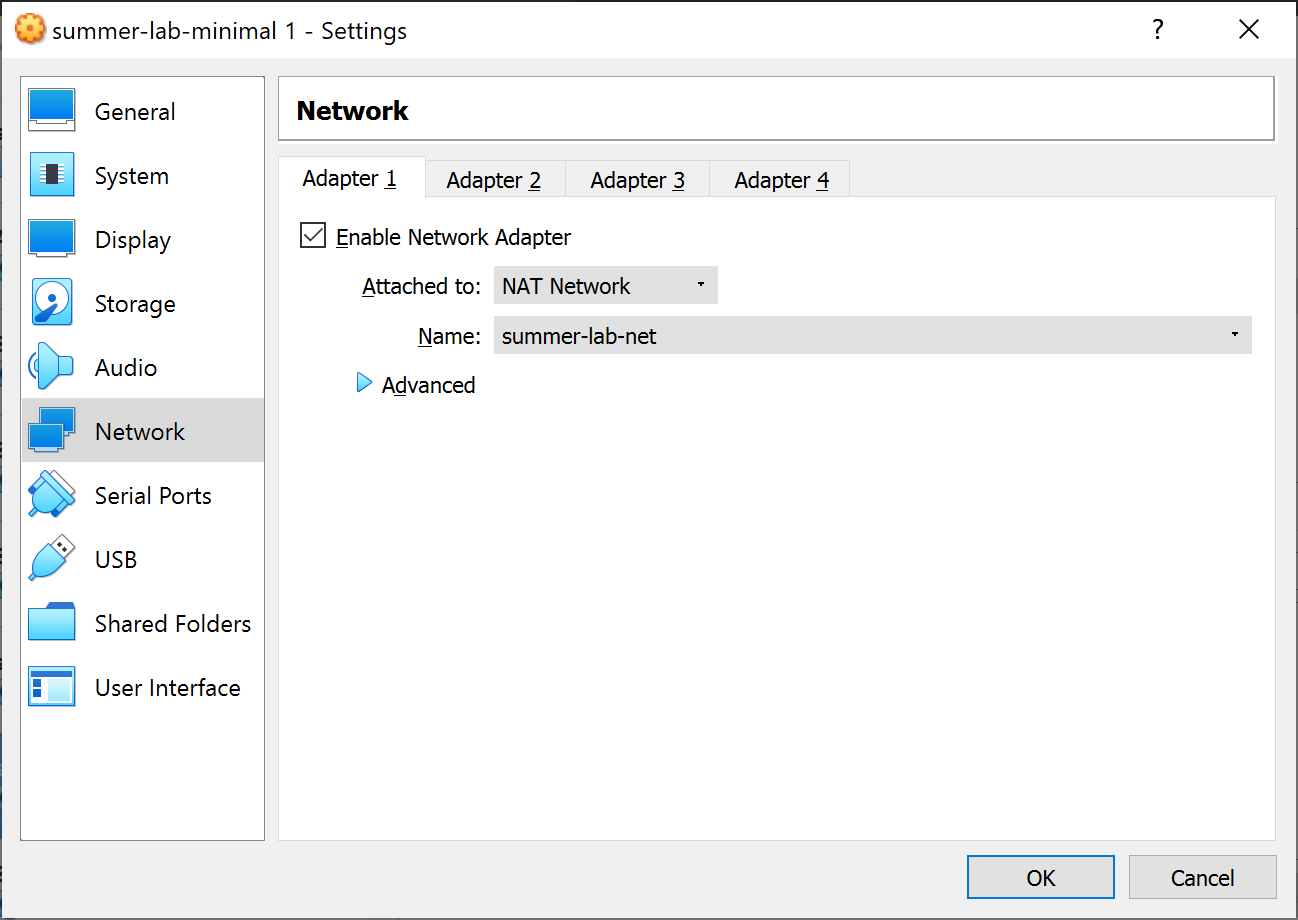 summer-lab-minimal 1 - Settings
?
General
System
Display
Storage
Audio
Network
Serial Ports
USB
Shared Folders
User Interface
Network
Adapter 1
Adapter 2
Adapter 3
Adapter 4
Enable Network Adapter
Attached to: NAT Network
Name: summer-lab-net
Advanced
OK
Cancel